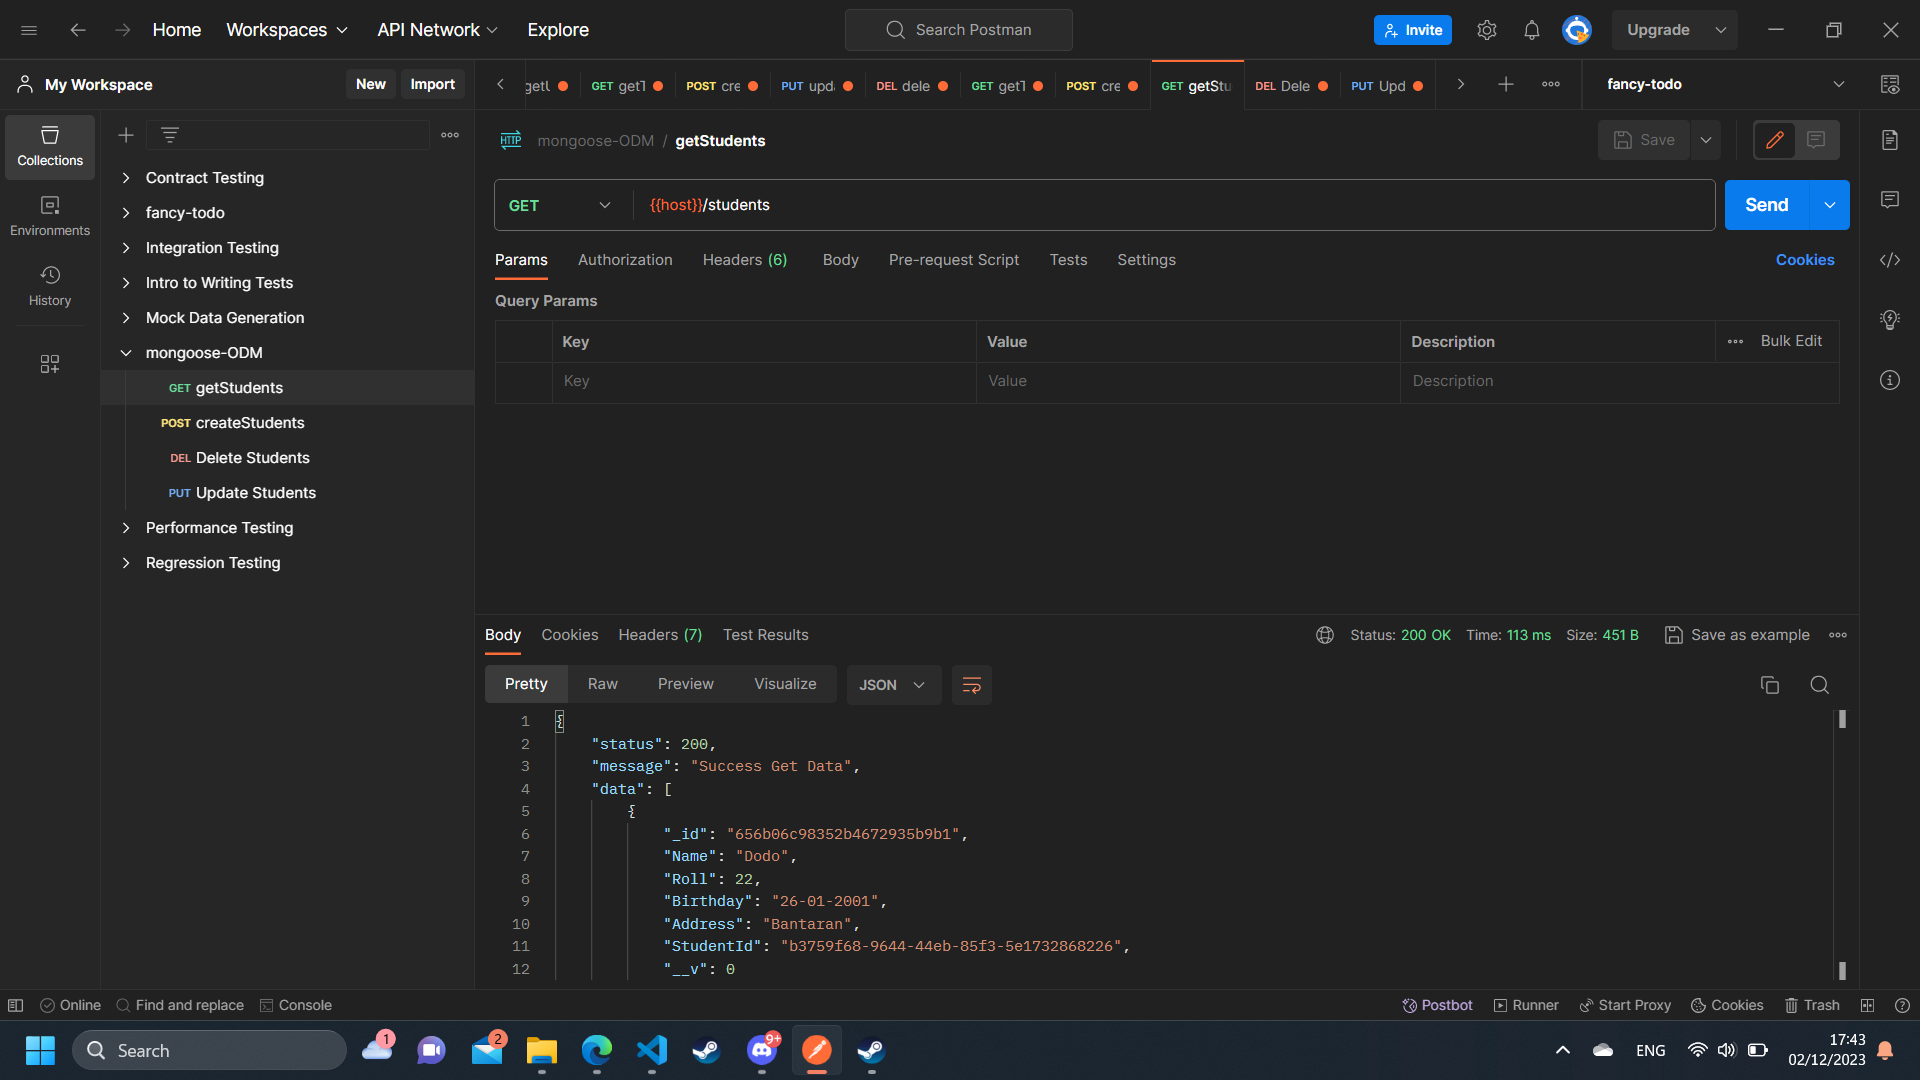 Home
Workspaces
API Network
Explore
Search Postman
Invite
Upgrade
My Workspace
New
Import
getU
GET getT
POST cre
PUT upda
DEL dele
GET getT
POST cre
GET getStu
DEL Dele
PUT Upd
fancy-todo
Collections
Environments
History
Contract Testing
fancy-todo
Integration Testing
Intro to Writing Tests
Mock Data Generation
mongoose-ODM
GET getStudents
POST createStudents
DEL Delete Students
PUT Update Students
Performance Testing
Regression Testing
HTTP mongoose-ODM / getStudents
Save
GET
{{host}}/students
Send
Params Authorization Headers (6) Body Pre-request Script Tests Settings
Cookies
Query Params
Key Value Description
Bulk Edit
Key Value Description
Body Cookies Headers (7) Test Results
Status: 200 OK Time: 113 ms Size: 451 B
Save as example
Pretty Raw Preview Visualize
JSON
1 {
2 "status": 200,
3 "message": "Success Get Data",
4 "data": [
5 {
6 "_id": "656b06c98352b4672935b9b1",
7 "Name": "Dodo",
8 "Roll": 22,
9 "Birthday": "26-01-2001",
10 "Address": "Bantaran",
11 "StudentId": "b3759f68-9644-44eb-85f3-5e1732868226",
12 "__v": 0
Online
Find and replace
Console
Postbot
Runner
Start Proxy
Cookies
Trash
Search
1
2
9+
ENG
17:43
02/12/2023